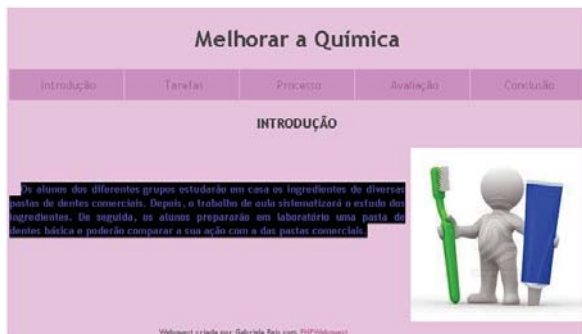 Melhorar a Química
Introdução Tarefas Processo Avaliação Conclusão
INTRODUÇÃO
Os alunos dos diferentes grupos estudarão em casa os ingredientes de diversas
pastas de dentes comerciais. Depois, o trabalho de aula sistematizará o estudo dos
ingredientes. De seguida, os alunos prepararão em laboratório uma pasta de
dentes básica e poderão comparar a sua ação com a das pastas comerciais.
Webquest criada por Gabriela Reis com PHPWebquest